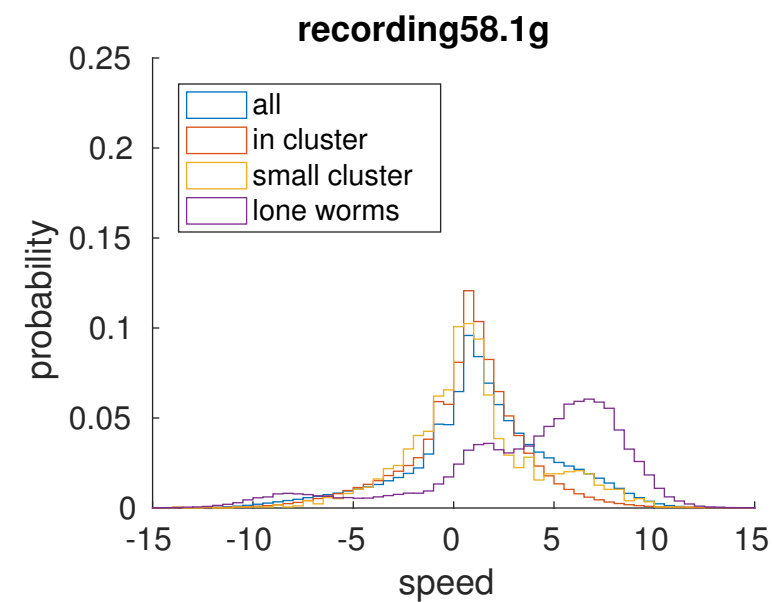 recording58.1g
0.25
0.2
0.15
0.1
0.05
0
probability
all
in cluster
small cluster
lone worms
-15 -10 -5 0 5 10 15
speed